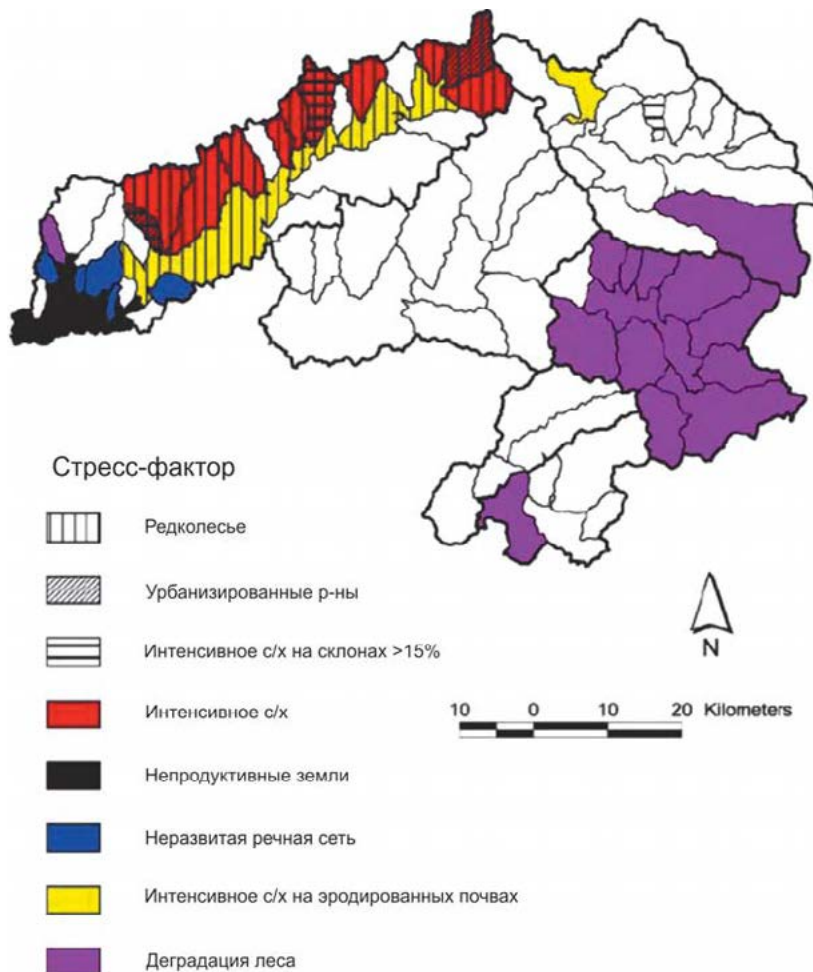 Стресс-фактор
Редколесье
Урбанизированные р-ны
Интенсивное с/х на склонах >15%
Интенсивное с/х
Непродуктивные земли
Неразвитая речная сеть
Интенсивное с/х на эродированных почвах
Деградация леса
N
10 0 10 20 Kilometers